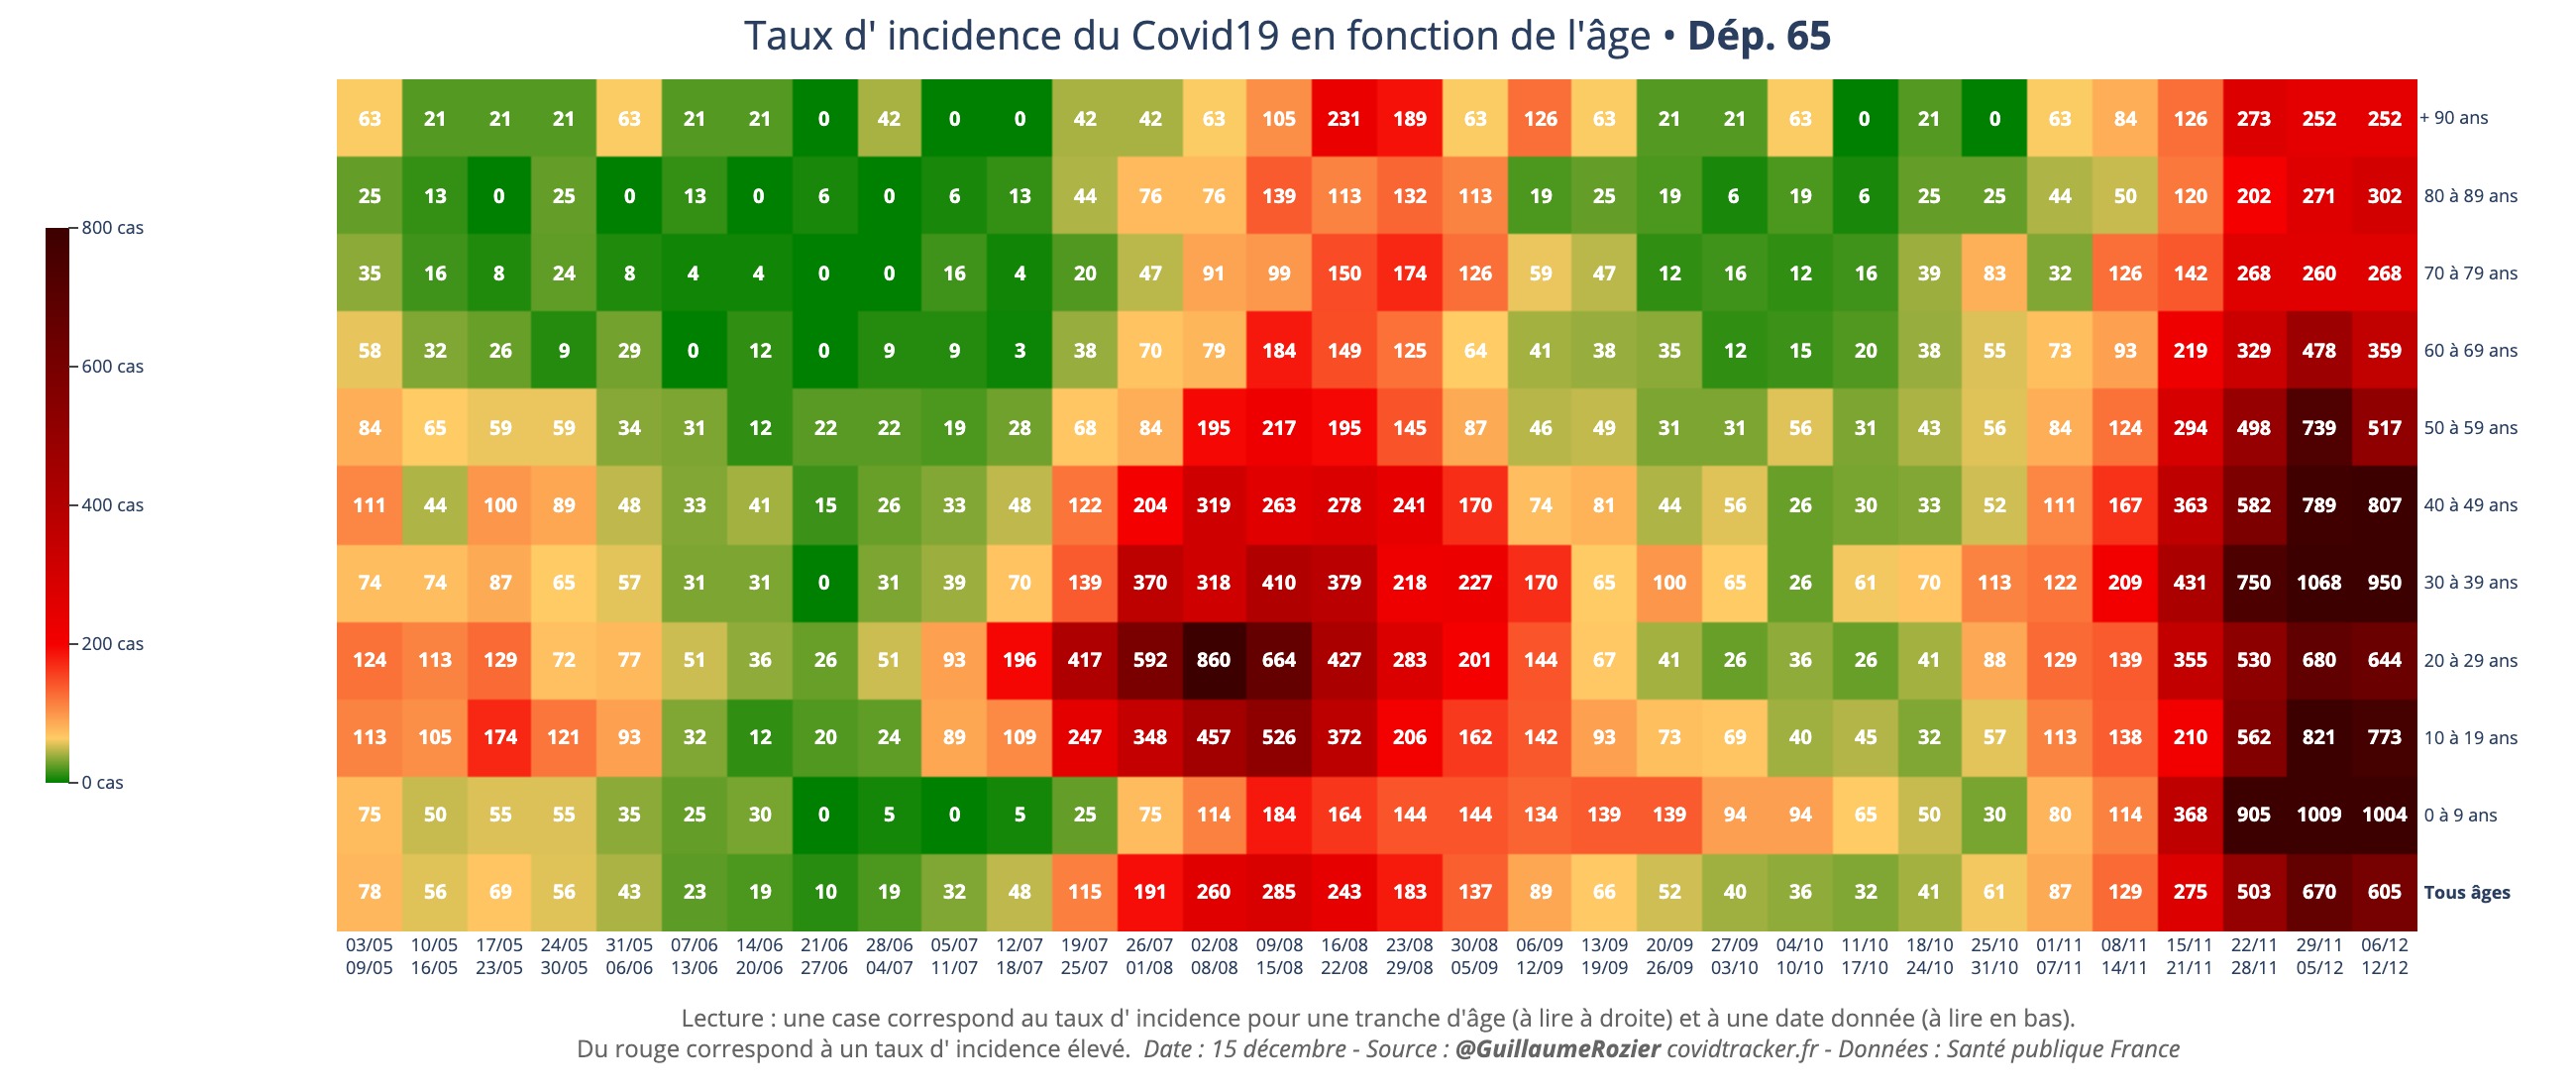 Taux d' incidence du Covid19 en fonction de l'âge • Dép. 65
63 21 21 21 63 21 21 0 42 0 0 42 42 63 105 231 189 63 126 63 21 21 63 0 21 0 63 84 126 273 252 252 + 90 ans
25 13 0 25 0 13 0 6 0 6 13 44 76 76 139 113 132 113 19 25 19 6 19 6 25 25 44 50 120 202 271 302 80 à 89 ans
800 cas
35 16 8 24 8 4 4 0 0 16 4 20 47 91 99 150 174 126 59 47 12 16 12 16 39 83 32 126 142 268 260 268 70 à 79 ans
58 32 26 9 29 0 12 0 9 9 3 38 70 79 184 149 125 64 41 38 35 12 15 20 38 55 73 93 219 329 478 359 60 à 69 ans
600 cas
84 65 59 59 34 31 12 22 22 19 28 68 84 195 217 195 145 87 46 49 31 31 56 31 43 56 84 124 294 498 739 517 50 à 59 ans
400 cas
111 44 100 89 48 33 41 15 26 33 48 122 204 319 263 278 241 170 74 81 44 56 26 30 33 52 111 167 363 582 789 807 40 à 49 ans
74 74 87 65 57 31 31 0 31 39 70 139 370 318 410 379 218 227 170 65 100 65 26 61 70 113 122 209 431 750 1068 950 30 à 39 ans
200 cas
124 113 129 72 77 51 36 26 51 93 196 417 592 860 664 427 283 201 144 67 41 26 36 26 41 88 129 139 355 530 680 644 20 à 29 ans
113 105 174 121 93 32 12 20 24 89 109 247 348 457 526 372 206 162 142 93 73 69 40 45 32 57 113 138 210 562 821 773 10 à 19 ans
0 cas
75 50 55 55 35 25 30 0 5 0 5 25 75 114 184 164 144 144 134 139 139 94 94 65 50 30 80 114 368 905 1009 1004 0 à 9 ans
78 56 69 56 43 23 19 10 19 32 48 115 191 260 285 243 183 137 89 66 52 40 36 32 41 61 87 129 275 503 670 605 Tous âges
03/05 10/05 17/05 24/05 31/05 07/06 14/06 21/06 28/06 05/07 12/07 19/07 26/07 02/08 09/08 16/08 23/08 30/08 06/09 13/09 20/09 27/09 04/10 11/10 18/10 25/10 01/11 08/11 15/11 22/11 29/11 06/12
09/05 16/05 23/05 30/05 06/06 13/06 20/06 27/06 04/07 11/07 18/07 25/07 01/08 08/08 15/08 22/08 29/08 05/09 12/09 19/09 26/09 03/10 10/10 17/10 24/10 31/10 07/11 14/11 21/11 28/11 05/12 12/12
Lecture : une case correspond au taux d' incidence pour une tranche d'âge (à lire à droite) et à une date donnée (à lire en bas).
Du rouge correspond à un taux d' incidence élevé. Date : 15 décembre - Source : @GuillaumeRozier covidtracker.fr - Données : Santé publique France